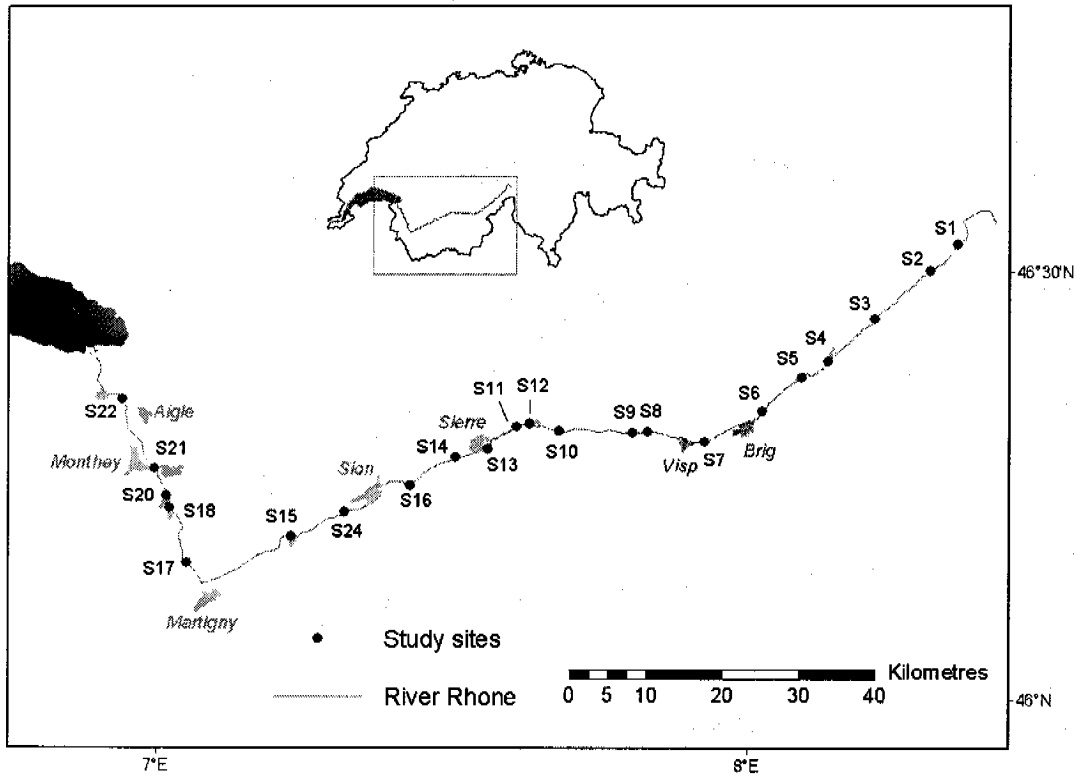 S1
S2
46°30'N
S3
S4
S5
S6
S11
S12
Sierre
S9
S8
S10
Visp
S7
Brig
S22
Aigle
S14
S13
S21
Monthey
Sion
S16
S20
S18
S15
S24
S17
Martigny
Study sites
River Rhone
Kilometres
0 5 10 20 30 40
46°N
7°E
8°E